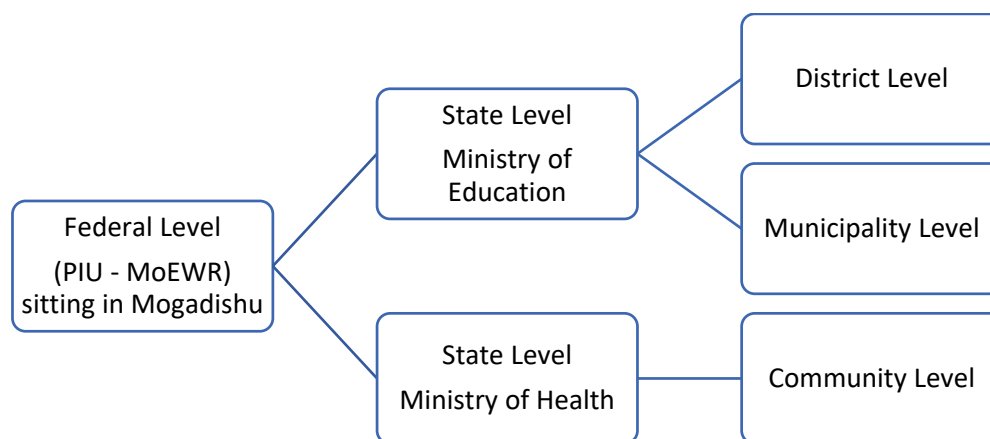 Federal Level
(PIU - MoEWR)
sitting in Mogadishu
State Level
Ministry of
Education
State Level
Ministry of Health
District Level
Municipality Level
Community Level